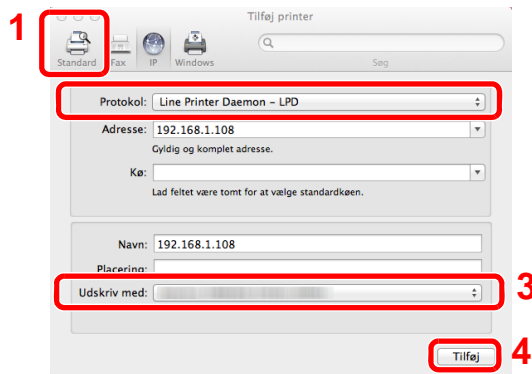 1
Tilføj printer
Standard Fax IP Windows
Søg
Protokol: Line Printer Daemon – LPD
Adresse: 192.168.1.108
Gyldig og komplet adresse.
Kø:
Lad feltet være tomt for at vælge standardkøen.
Navn: 192.168.1.108
Placering:
Udskriv med:
3
Tilføj
4